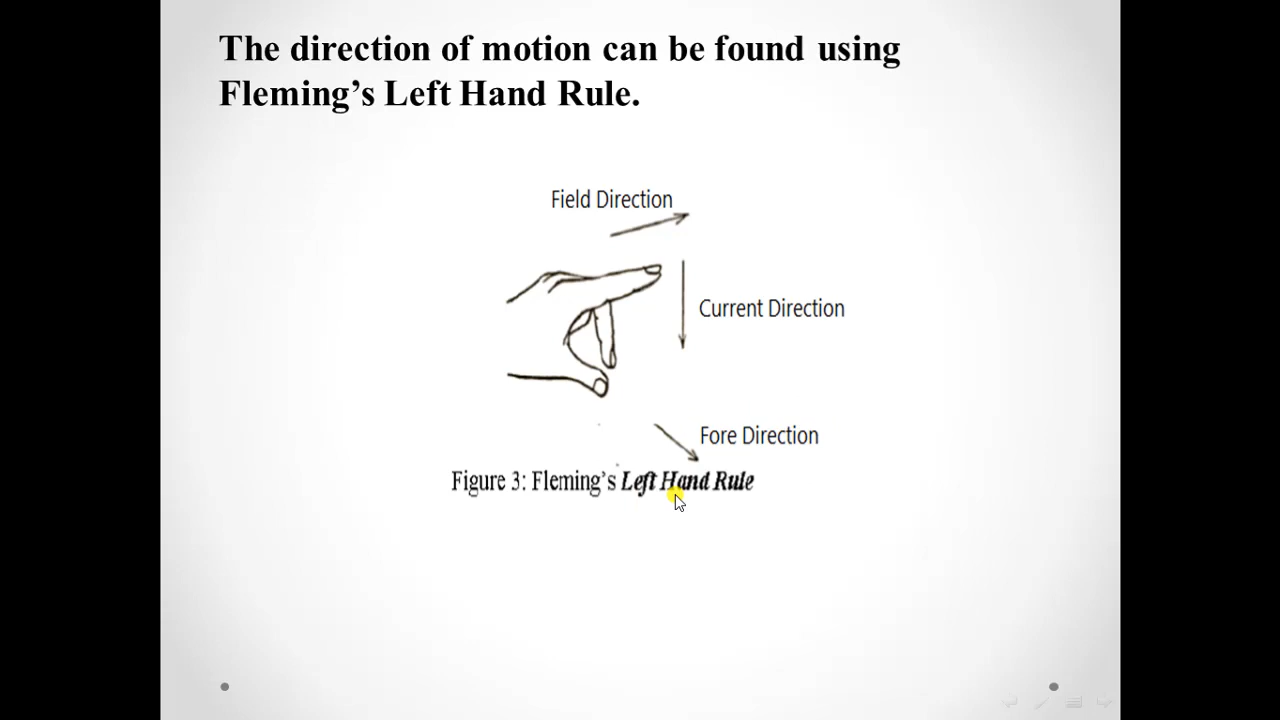 The direction of motion can be found using
Fleming’s Left Hand Rule.
Field Direction
Current Direction
Fore Direction
Figure 3: Fleming’s Left Hand Rule